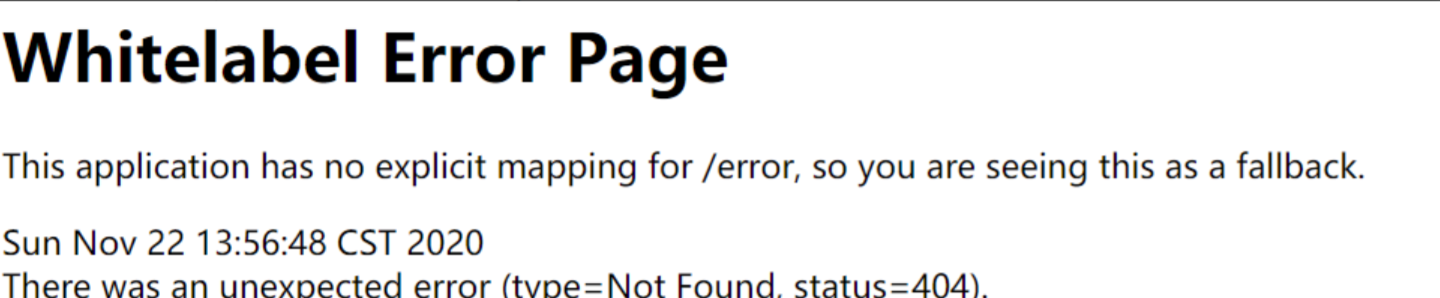 Whitelabel Error Page
This application has no explicit mapping for /error, so you are seeing this as a fallback.
Sun Nov 22 13:56:48 CST 2020
There was an unexpected error (type=Not Found, status=404).